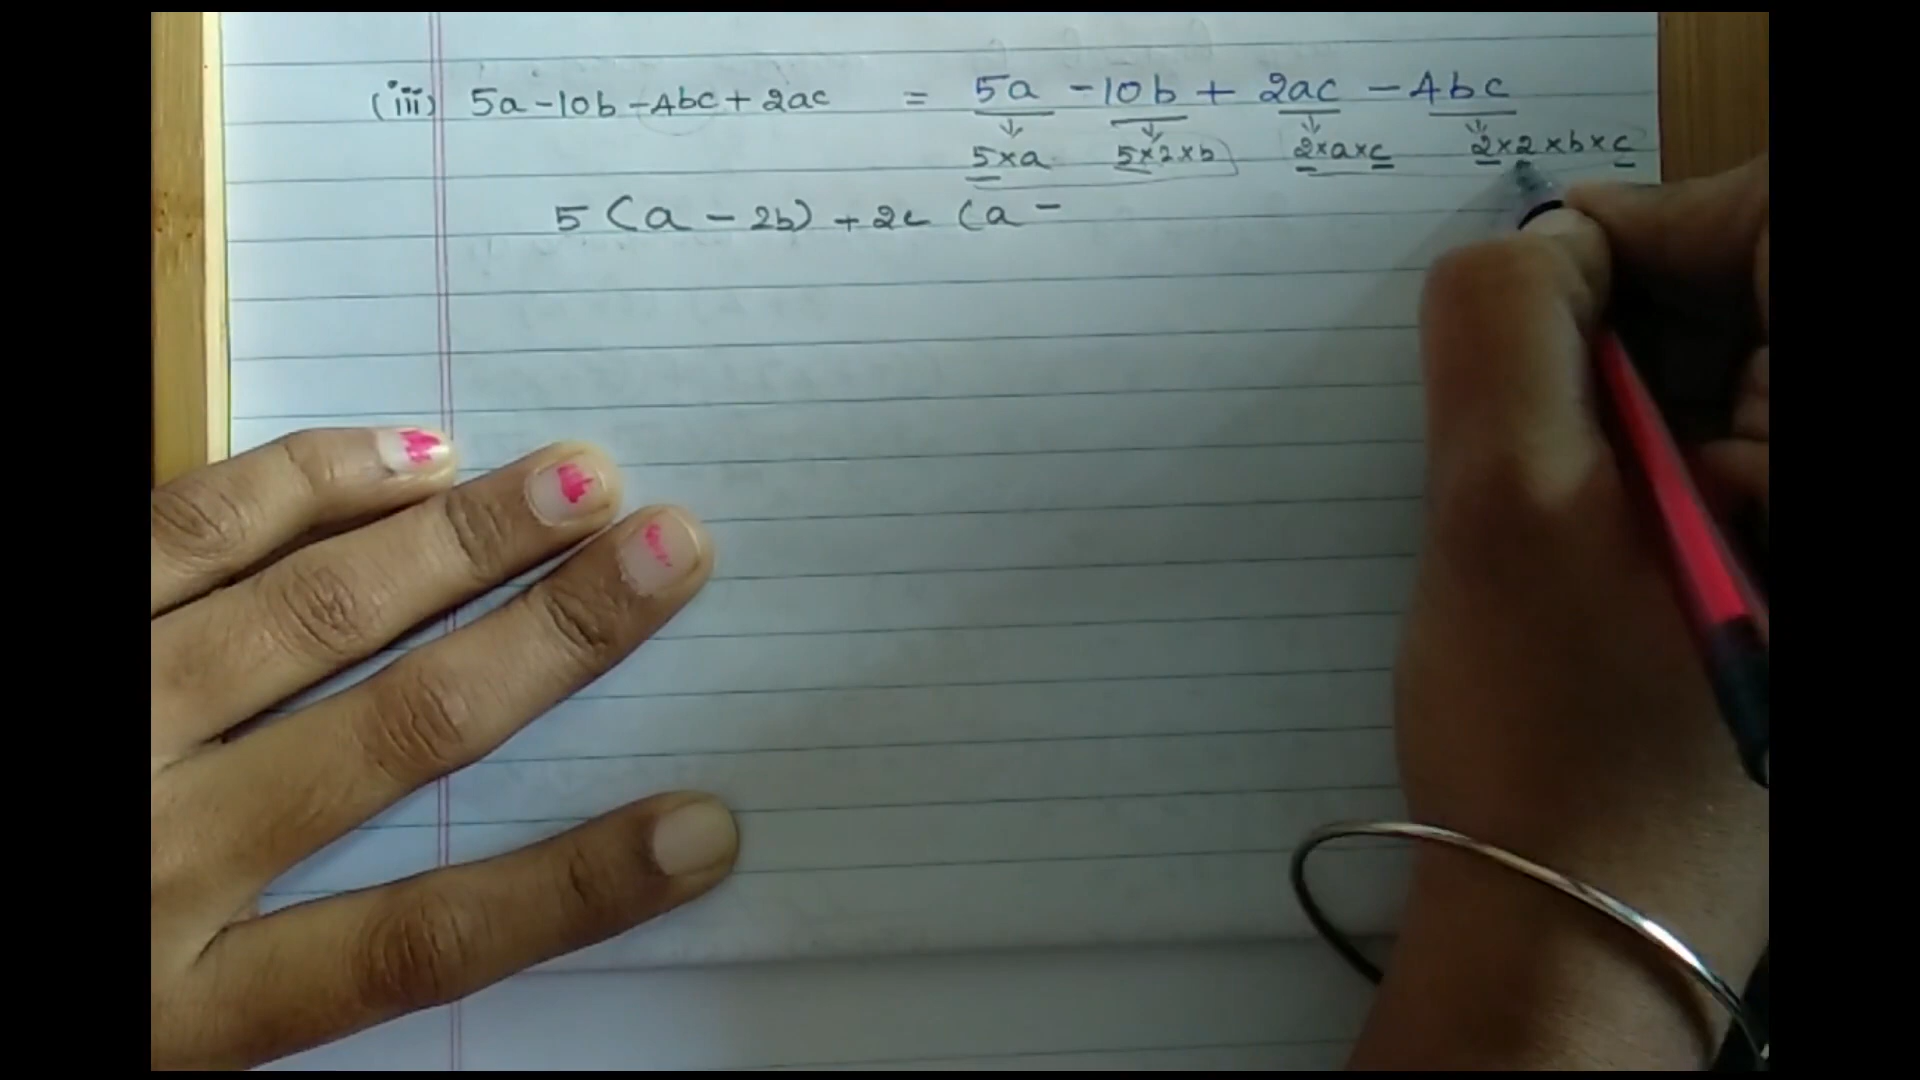 (iii) 5a - 10b - 4bc + 2ac = 5a - 10b + 2ac - 4bc
5×a 5×2×b 2×a×c 2×2×b×c
5 (a - 2b) + 2c (a -